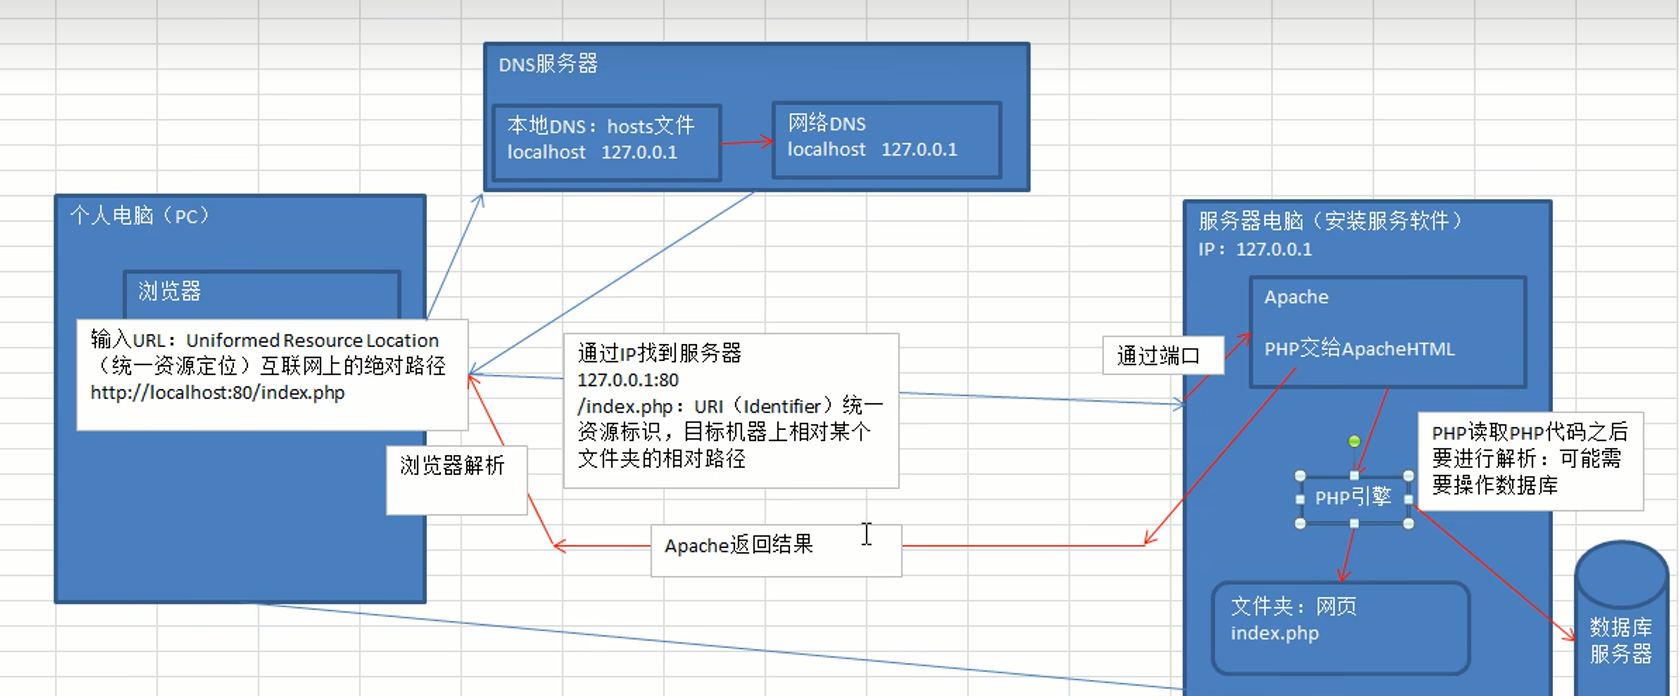 DNS服务器
本地DNS：hosts文件
localhost 127.0.0.1
网络DNS
localhost 127.0.0.1
个人电脑（PC）
浏览器
输入URL：Uniformed Resource Location
（统一资源定位）互联网上的绝对路径
http://localhost:80/index.php
浏览器解析
通过IP找到服务器
127.0.0.1:80
/index.php：URI（Identifier）统一
资源标识，目标机器上相对某个
文件夹的相对路径
Apache返回结果
通过端口
服务器电脑（安装服务软件）
IP：127.0.0.1
Apache
PHP交给ApacheHTML
PHP读取PHP代码之后
要进行解析：可能需
要操作数据库
PHP引擎
文件夹：网页
index.php
数据库
服务器